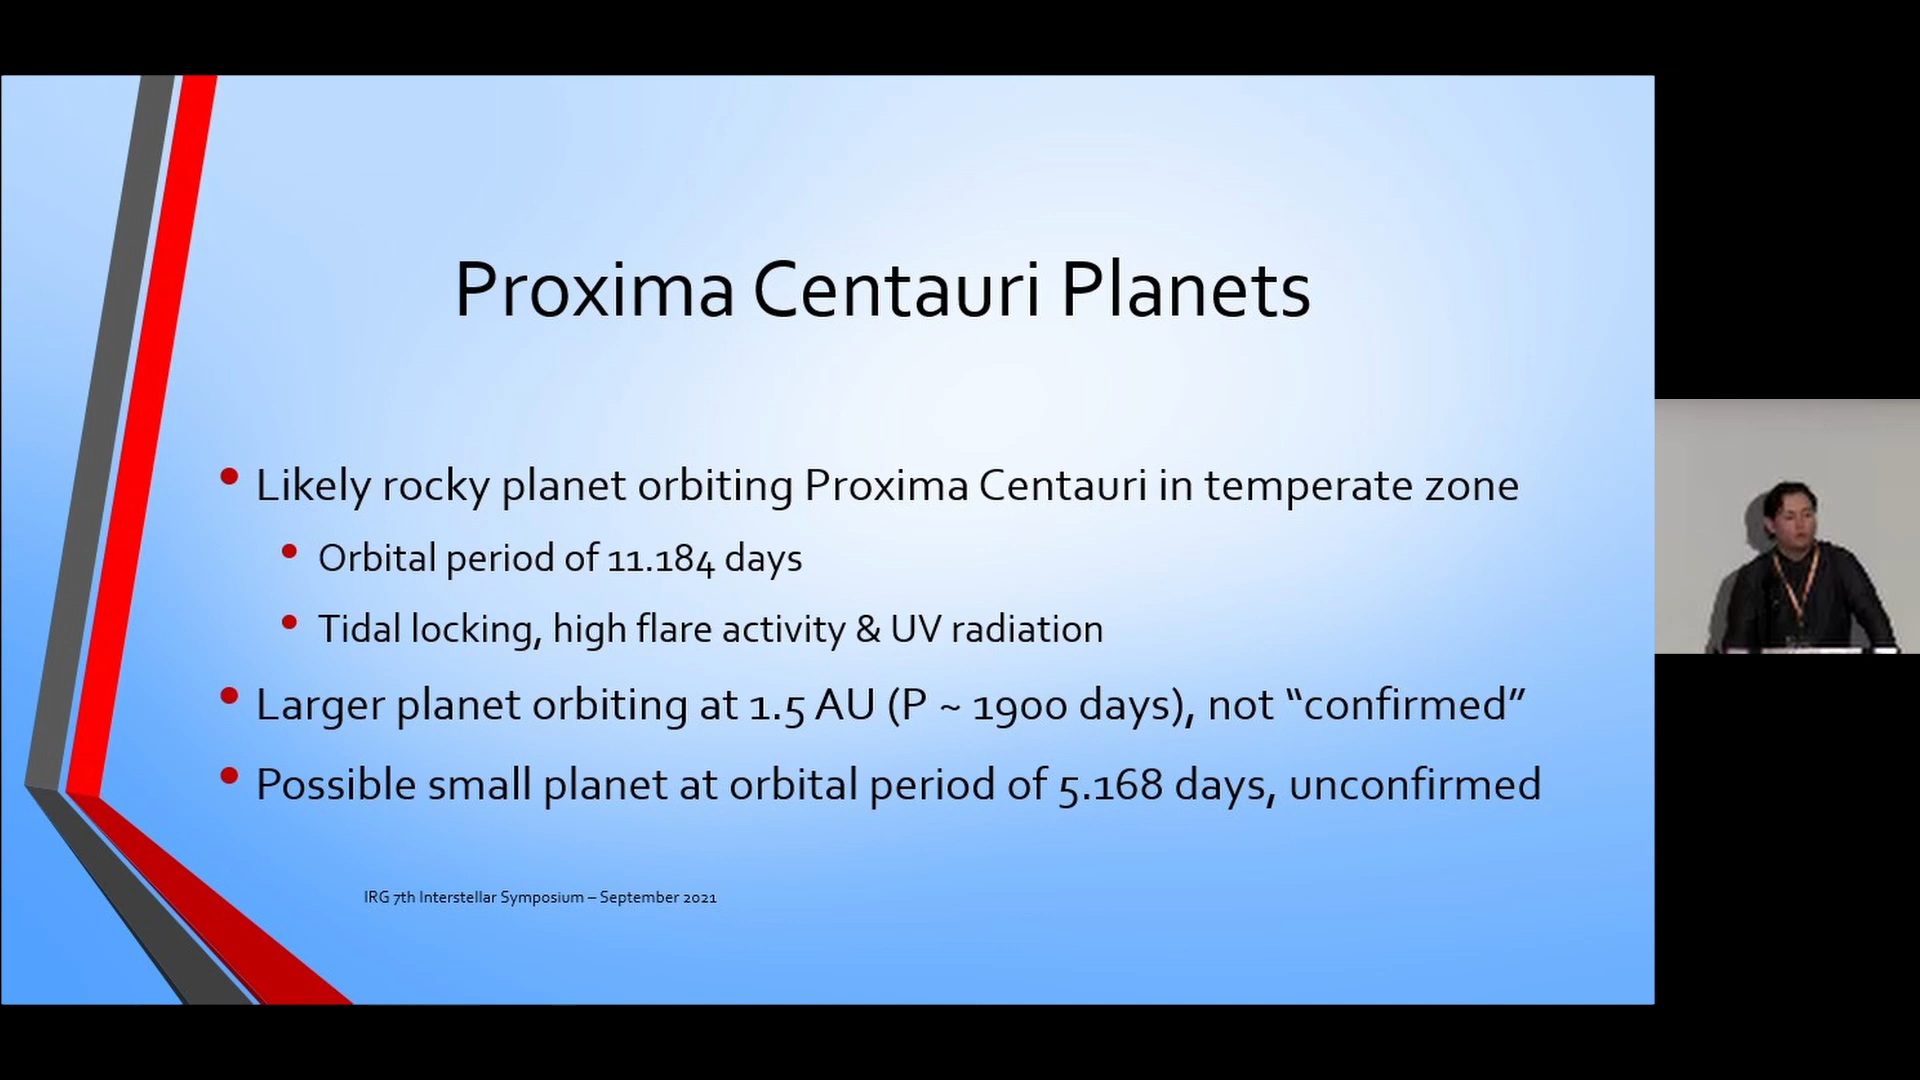 Proxima Centauri Planets
Likely rocky planet orbiting Proxima Centauri in temperate zone
Orbital period of 11.184 days
Tidal locking, high flare activity & UV radiation
Larger planet orbiting at 1.5 AU (P ~ 1900 days), not “confirmed”
Possible small planet at orbital period of 5.168 days, unconfirmed
IRG 7th Interstellar Symposium – September 2021